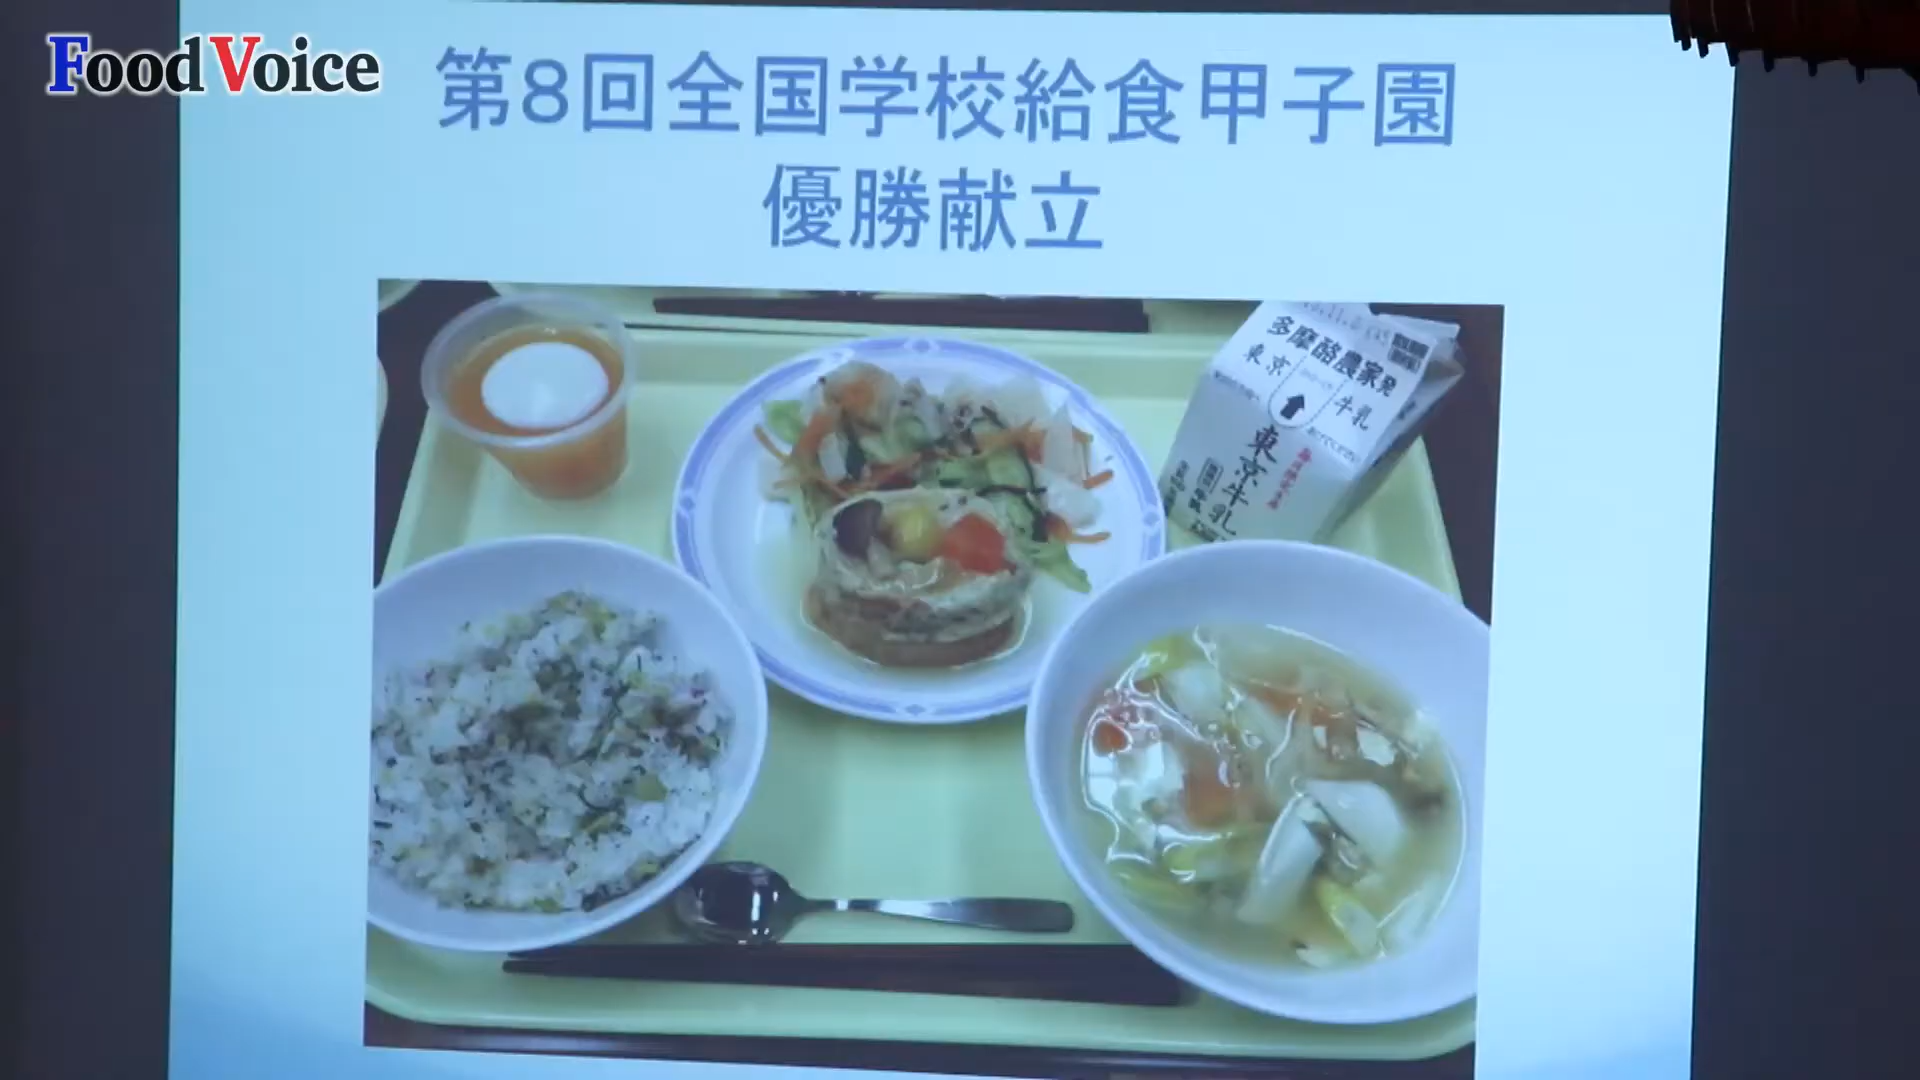 Food Voice
第8回全国学校給食甲子園
優勝献立
多摩酪農家発
東京
牛乳
東京牛乳